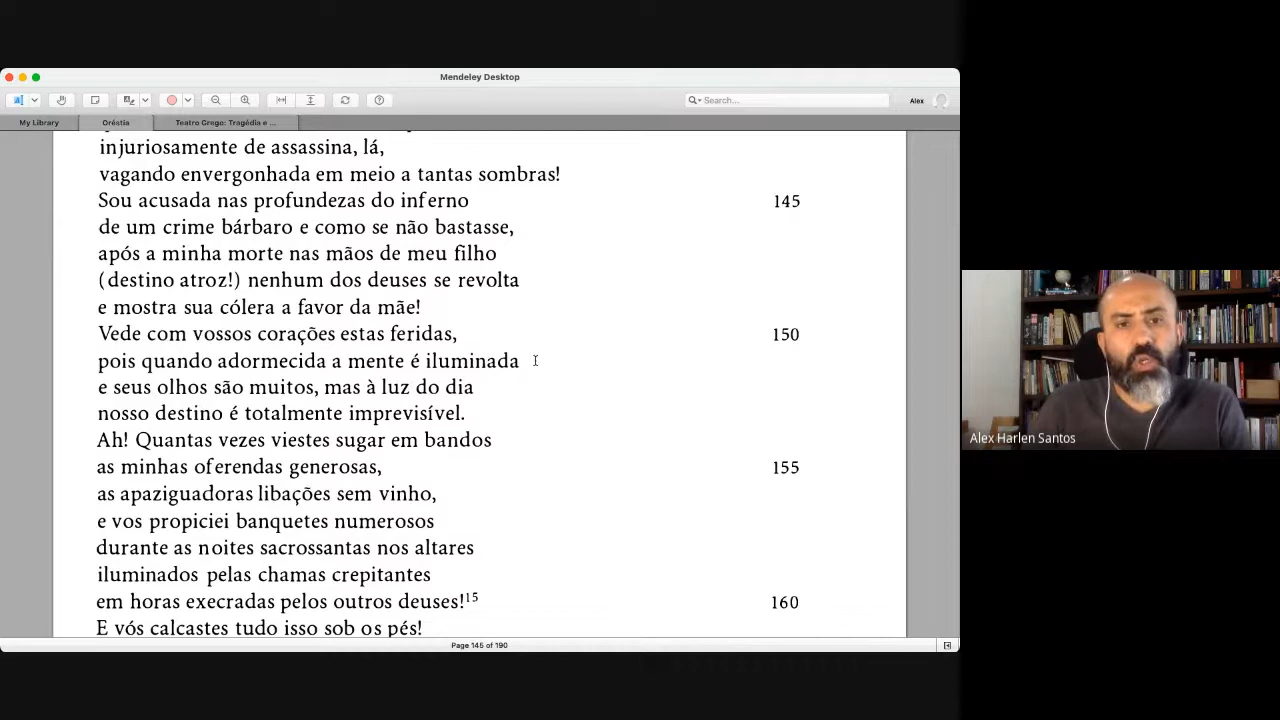 Mendeley Desktop
Search...
Alex
My Library
Oréstia
Teatro Grego: Tragédia e ...
injuriosamente de assassina, lá,
vagando envergonhada em meio a tantas sombras!
Sou acusada nas profundezas do inferno 145
de um crime bárbaro e como se não bastasse,
após a minha morte nas mãos de meu filho
(destino atroz!) nenhum dos deuses se revolta
e mostra sua cólera a favor da mãe!
Vede com vossos corações estas feridas, 150
pois quando adormecida a mente é iluminada
e seus olhos são muitos, mas à luz do dia
nosso destino é totalmente imprevisível.
Ah! Quantas vezes viestes sugar em bandos
as minhas oferendas generosas, 155
as apaziguadoras libações sem vinho,
e vos propiciei banquetes numerosos
durante as noites sacrossantas nos altares
iluminados pelas chamas crepitantes
em horas execradas pelos outros deuses!15 160
E vós calcastes tudo isso sob os pés!
Page 145 of 190
Alex Harlen Santos